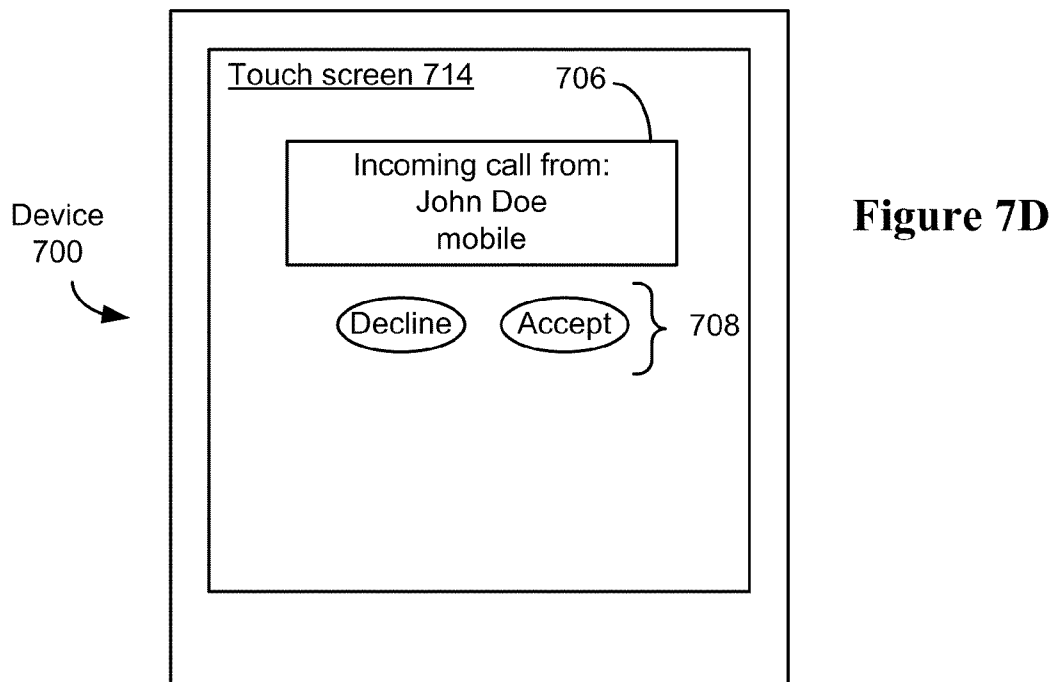 Touch screen 714
706
Incoming call from:
John Doe
mobile
Device
700
Figure 7D
Decline
Accept
708